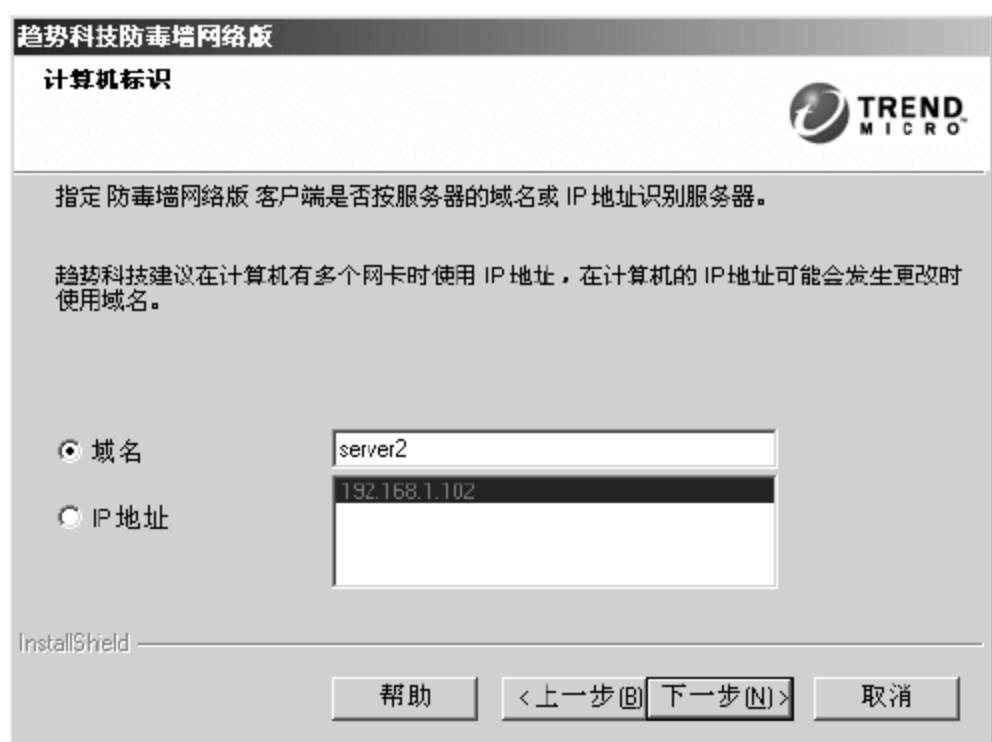 趋势科技防毒墙网络版
计算机标识
TREND
MICRO
指定 防毒墙网络版 客户端是否按服务器的域名或 IP 地址识别服务器。
趋势科技建议在计算机有多个网卡时使用 IP 地址，在计算机的 IP地址可能会发生更改时
使用域名。
域名
server2
192.168.1.102
IP 地址
InstallShield
帮助
<上一步(B)
下一步(N)>
取消